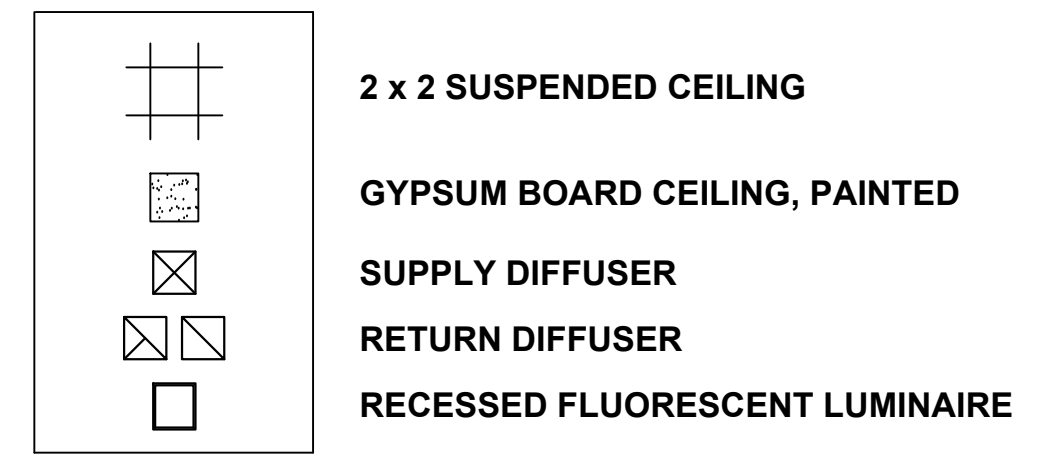 2 x 2 SUSPENDED CEILING
GYPSUM BOARD CEILING, PAINTED
SUPPLY DIFFUSER
RETURN DIFFUSER
RECESSED FLUORESCENT LUMINAIRE